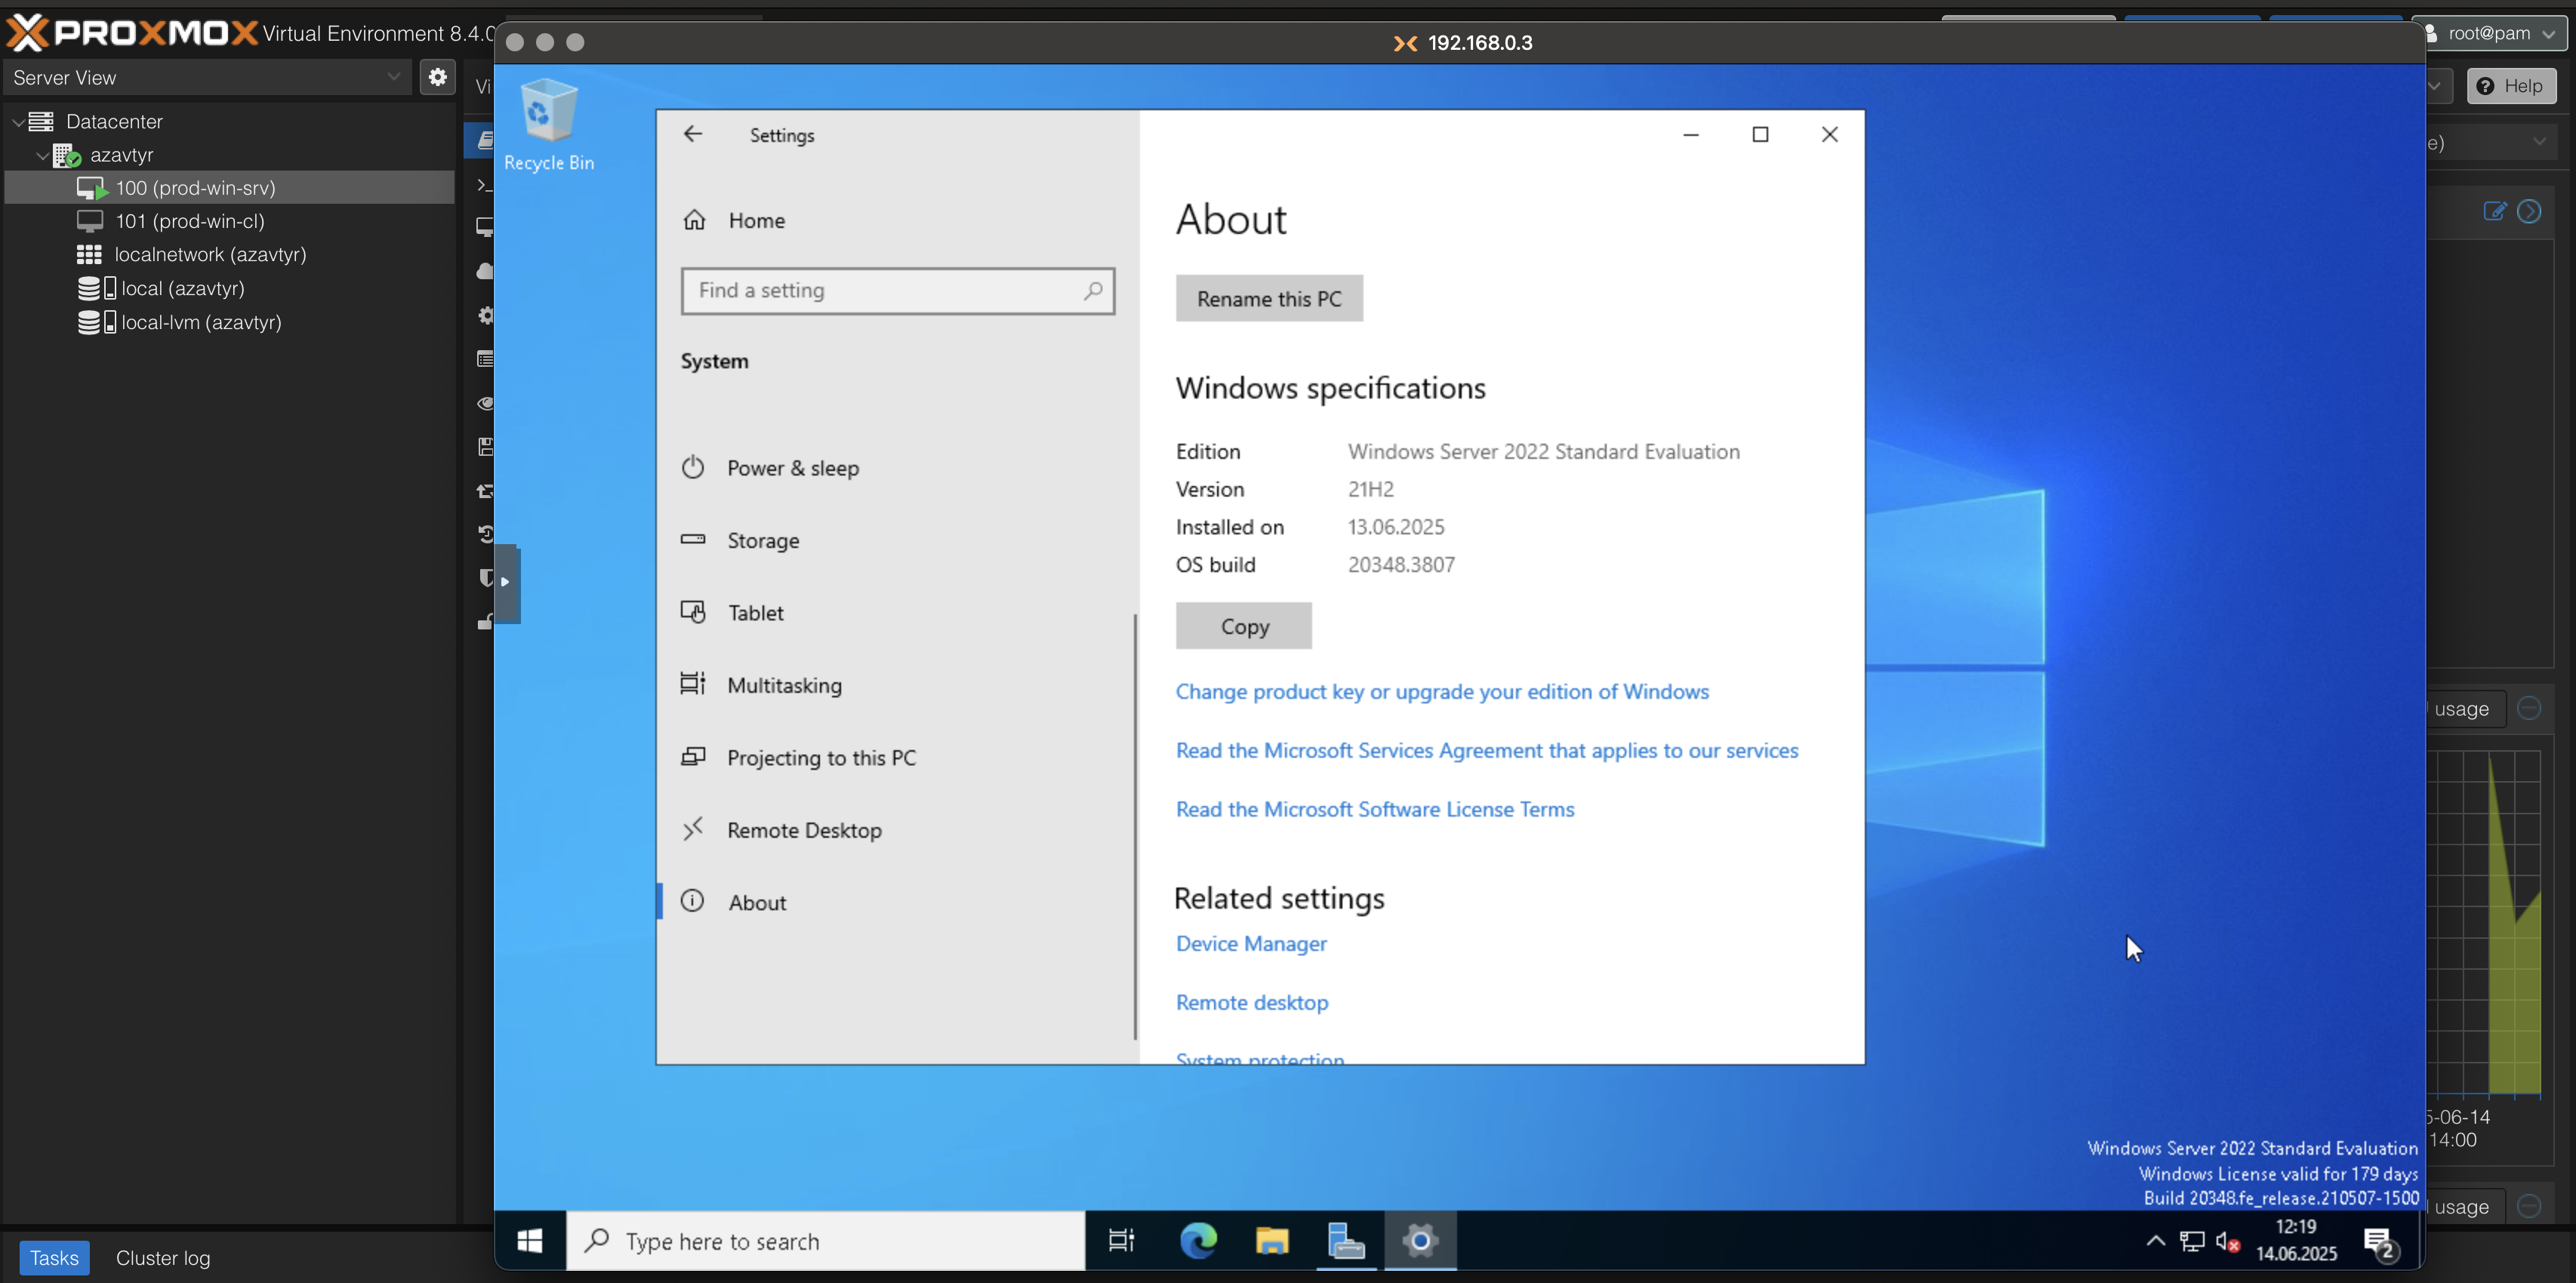 PROXMOX Virtual Environment 8.4.0
192.168.0.3
root@pam
Server View
Vi
Help
Datacenter
azavtyr
100 (prod-win-srv)
101 (prod-win-cl)
localnetwork (azavtyr)
local (azavtyr)
local-lvm (azavtyr)
e)
Recycle Bin
Settings
Home
Find a setting
System
Power & sleep
Storage
Tablet
Multitasking
Projecting to this PC
Remote Desktop
About
About
Rename this PC
Windows specifications
Edition Windows Server 2022 Standard Evaluation
Version 21H2
Installed on 13.06.2025
OS build 20348.3807
Copy
Change product key or upgrade your edition of Windows
Read the Microsoft Services Agreement that applies to our services
Read the Microsoft Software License Terms
Related settings
Device Manager
Remote desktop
System protection
usage
5-06-14
14:00
usage
Windows Server 2022 Standard Evaluation
Windows License valid for 179 days
Build 20348.fe_release.210507-1500
Type here to search
12:19
14.06.2025
2
Tasks
Cluster log